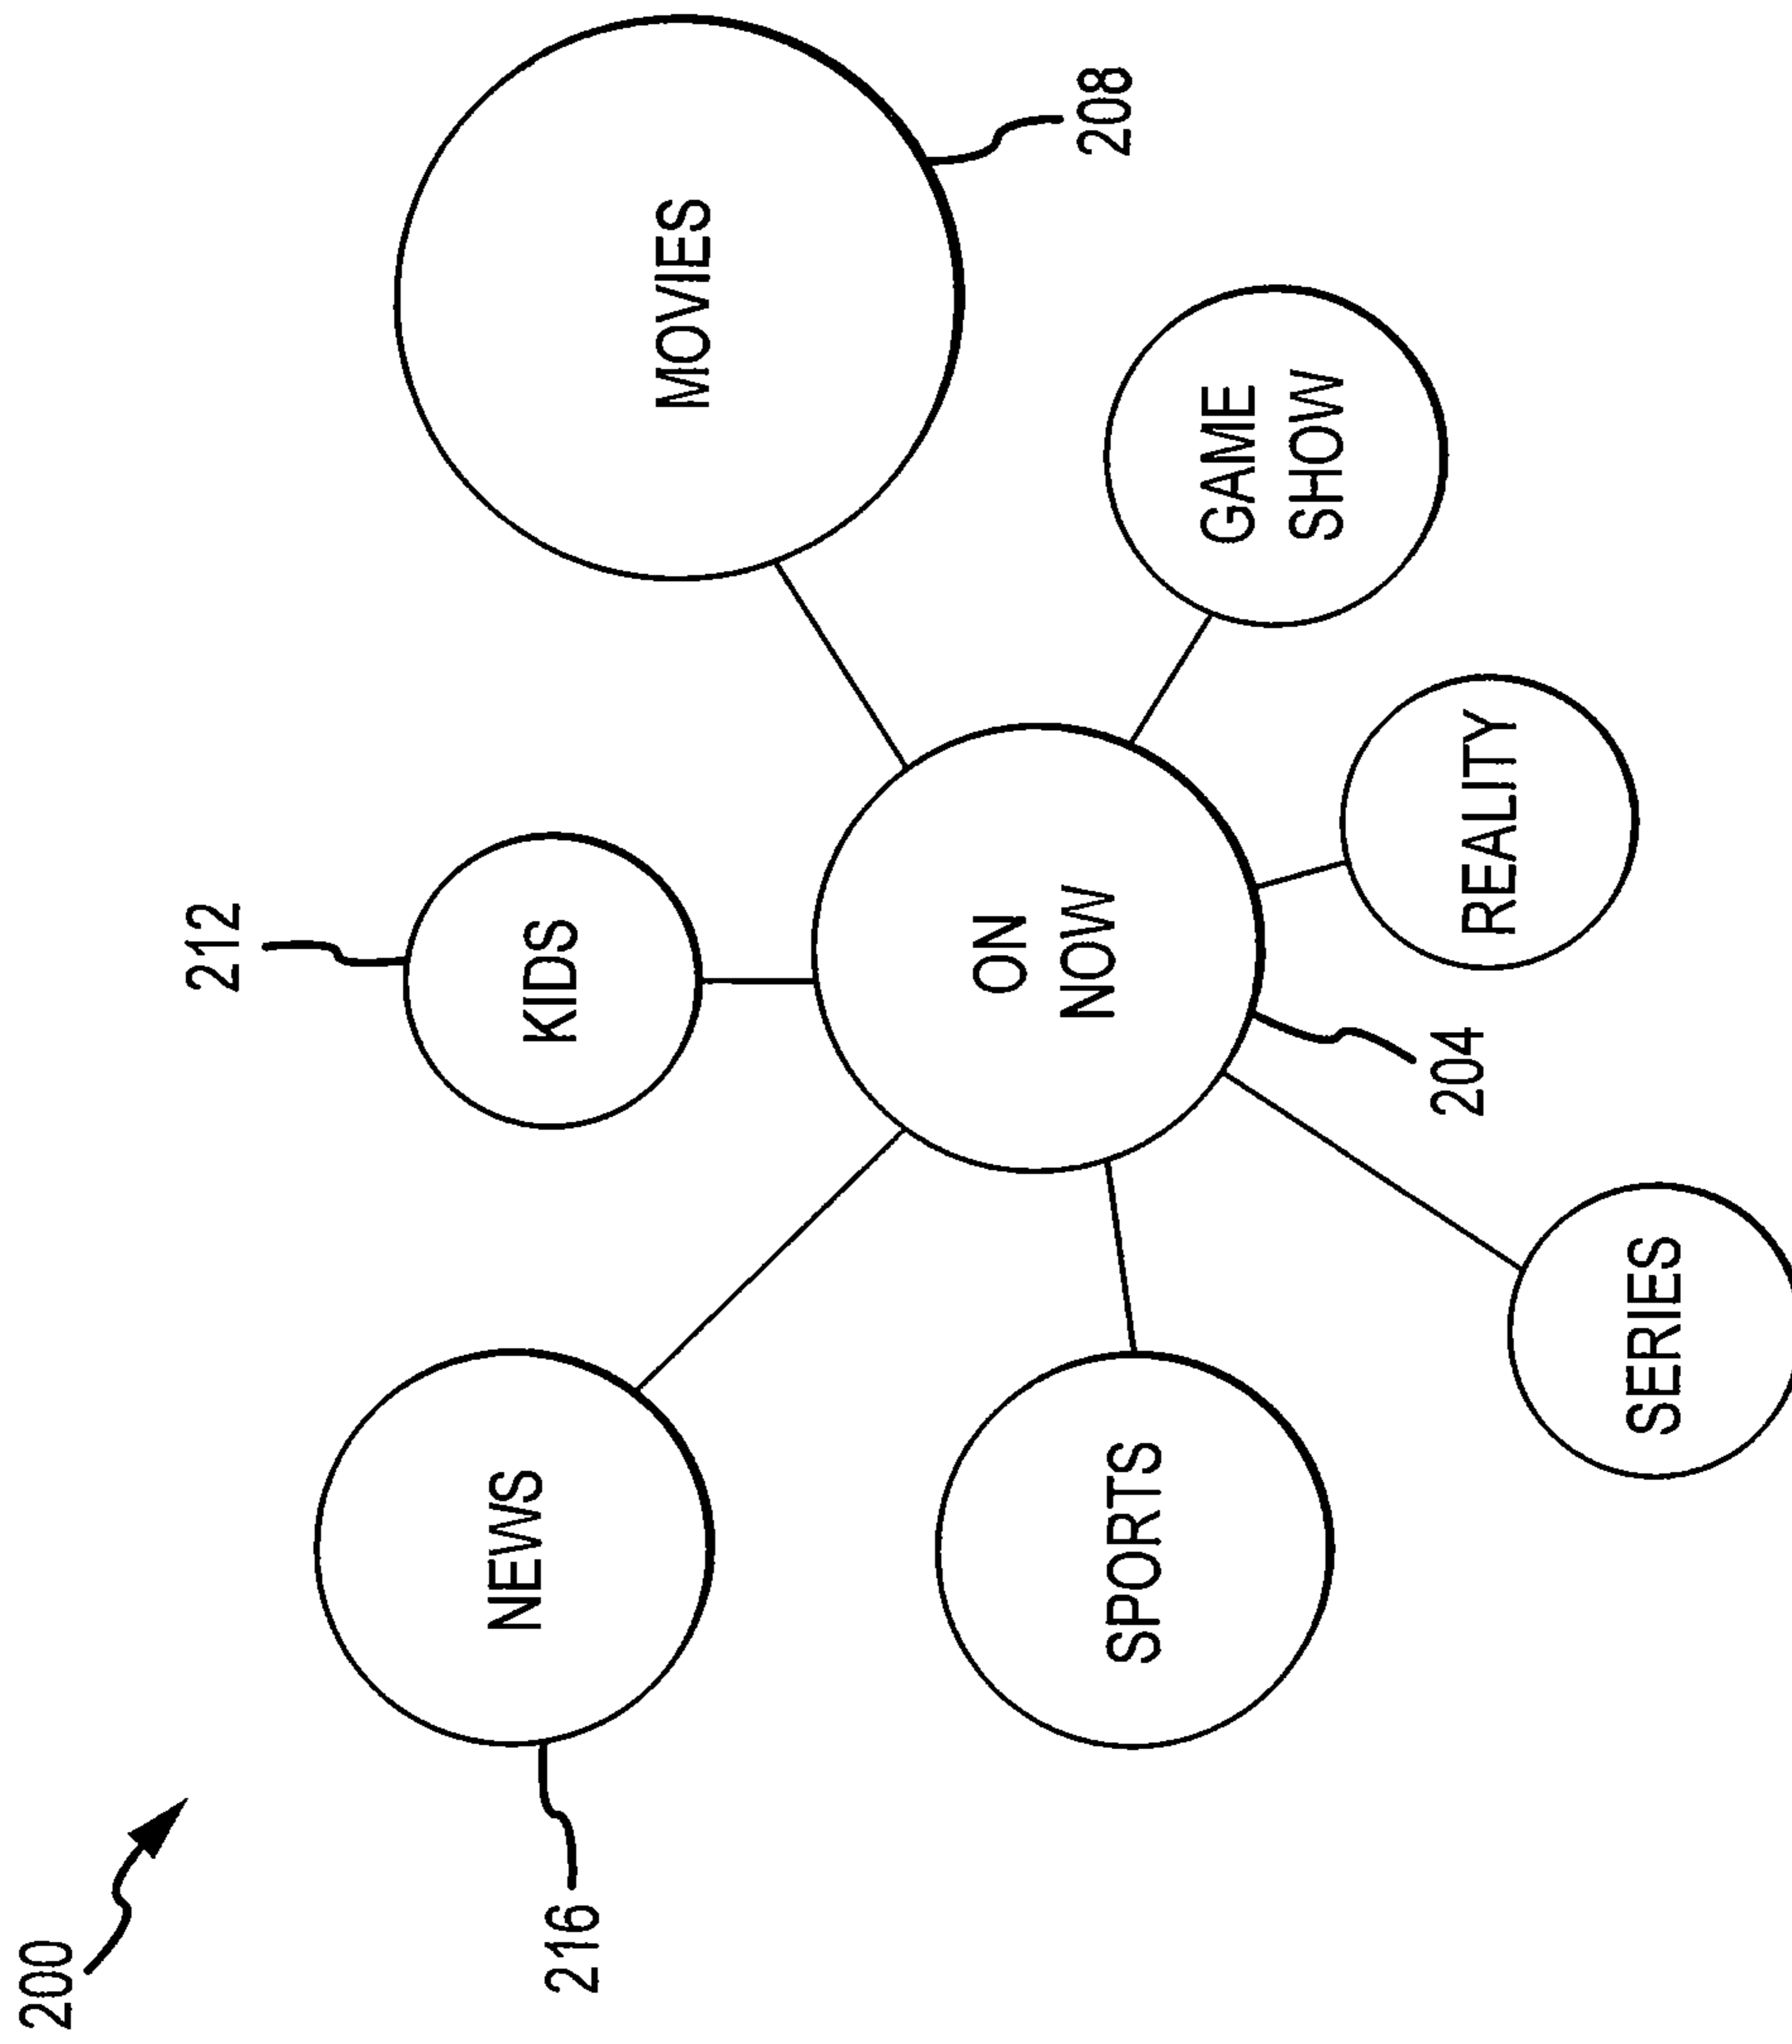 200
212
NEWS
KIDS
216
MOVIES
ON
NOW
208
SPORTS
GAME
SHOW
204
REALITY
SERIES